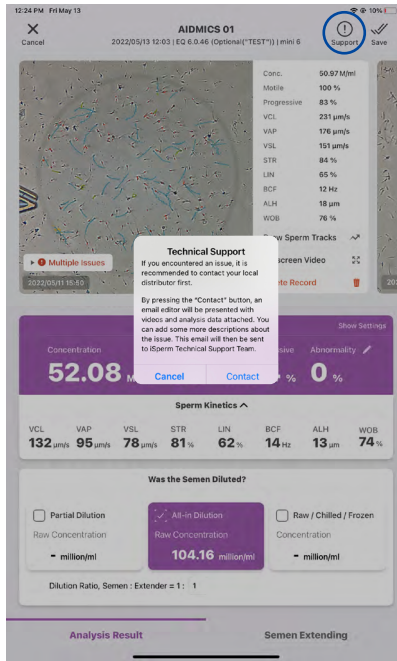 12:24 PM Fri May 13
10%
AIDMICS 01
Cancel
2022/05/13 12:03 | EQ 6.0.46 (Optional("TEST")) | mini 6
Support
Save
Conc. 50.97 M/ml
Motile 100 %
Progressive 83 %
VCL 231 μm/s
VAP 176 μm/s
VSL 151 μm/s
STR 84 %
LIN 65 %
BCF 12 Hz
ALH 18 μm
WOB 76 %
Sperm Tracks
Multiple Issues
screen Video
2022/05/11 15:50
Record
Technical Support
If you encountered an issue, it is
recommended to contact your local
distributor first.
By pressing the "Contact" button, an
email editor will be presented with
videos and analysis data attached. You
can add some more descriptions about
the issue. This email will then be sent
to iSperm Technical Support Team.
Cancel
Contact
Show Settings
Concentration
Abnormality
52.08 M
%
0 %
Sperm Kinetics
VCL VAP VSL STR LIN BCF ALH WOB
132 μm/s 95 μm/s 78 μm/s 81 % 62 % 14 Hz 13 μm 74 %
Was the Semen Diluted?
Partial Dilution
All-in Dilution
Raw / Chilled / Frozen
Raw Concentration
Raw Concentration
Concentration
- million/ml
104.16 million/ml
- million/ml
Dilution Ratio, Semen : Extender = 1 : 1
Analysis Result
Semen Extending